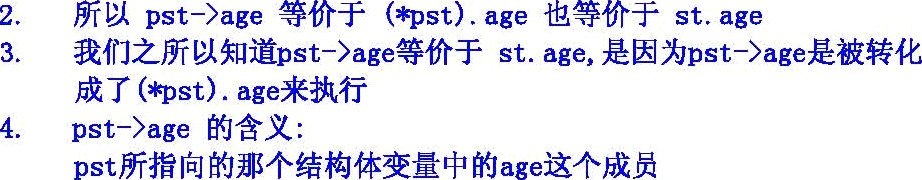 2. 所以 pst->age 等价于 (*pst).age 也等价于 st.age
3. 我们之所以知道pst->age等价于 st.age,是因为pst->age是被转化
成了(*pst).age来执行
4. pst->age 的含义:
pst所指向的那个结构体变量中的age这个成员